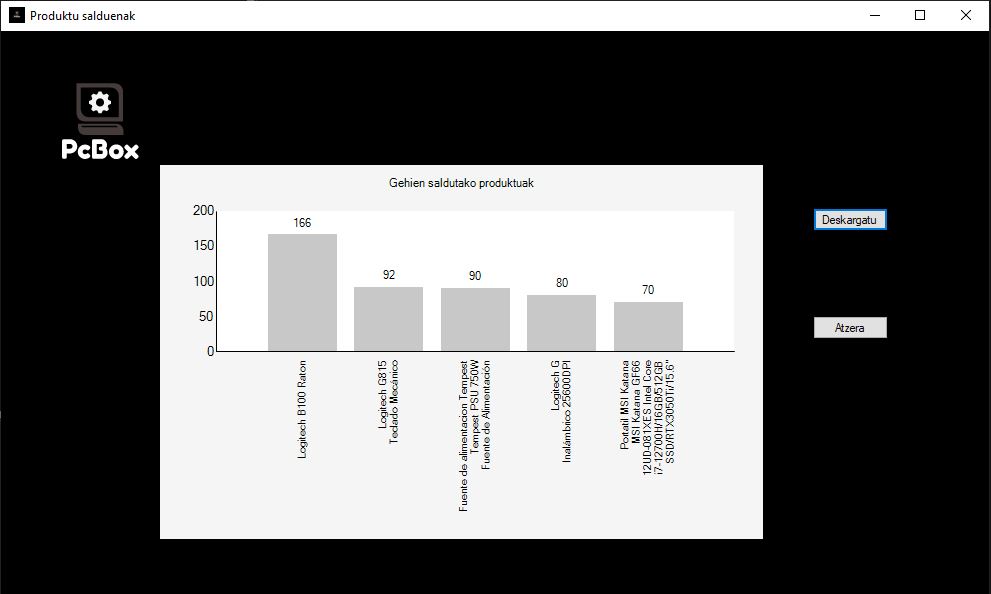 Produktu salduenak
PcBox
Gehien saldutako produktuak
200
150
100
50
0
166
92
90
80
70
Logitech B100 Raton
Logitech G815
Teclado Mecánico
Fuente de alimentacion Tempest
Tempest PSU 750W
Fuente de Alimentación
Logitech G
Inalámbrico 25600DPI
Portatil MSI Katana
MSI Katana GF66
12UD-081XES Intel Core
i7-12700H/16GB/512GB
SSD/RTX3050Ti/15.6"
Deskargatu
Atzera